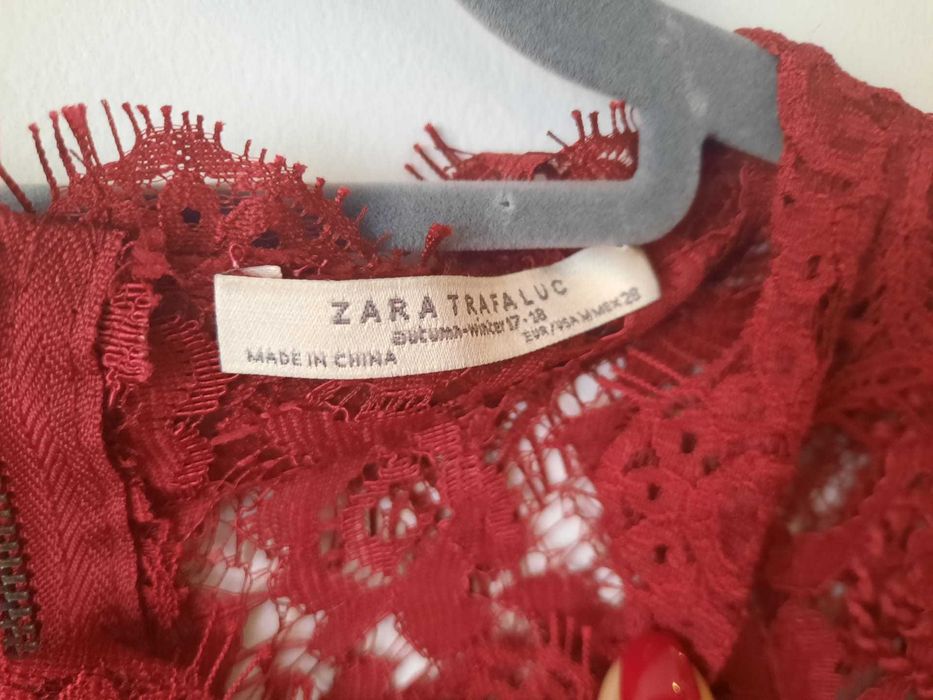 ZARA TRAFALUC
autumn-winter 17-18
EUR/USA M MEX 28
MADE IN CHINA